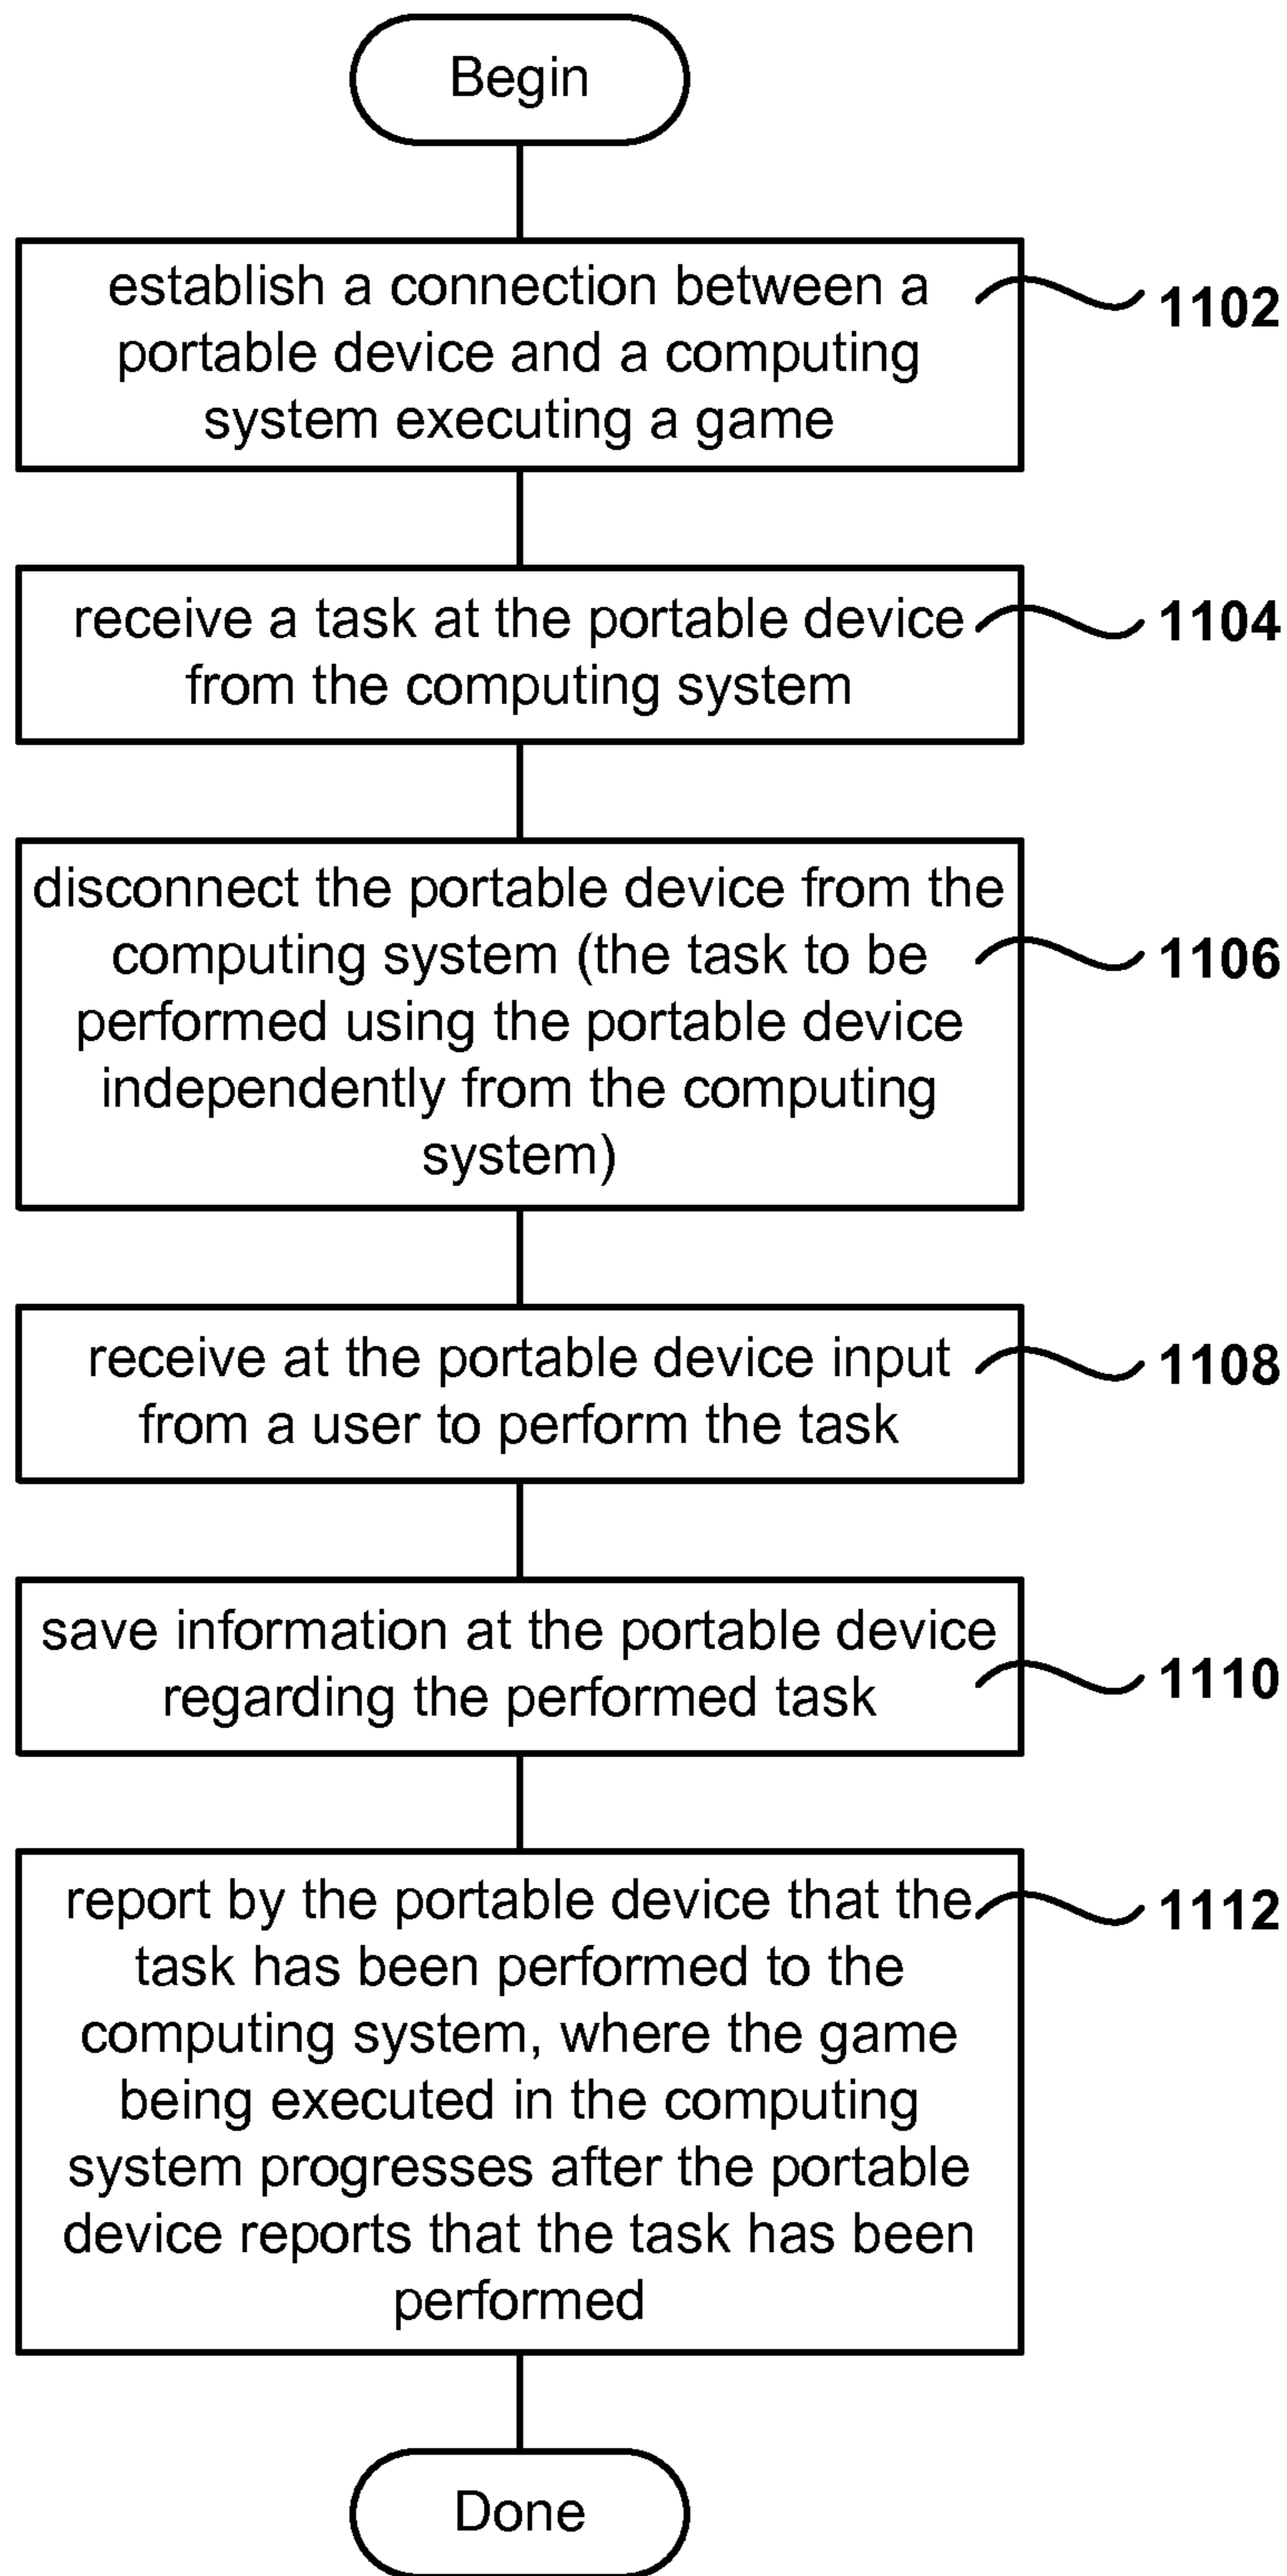 Begin
establish a connection between a
portable device and a computing
system executing a game
1102
receive a task at the portable device
from the computing system
1104
disconnect the portable device from the
computing system (the task to be
performed using the portable device
independently from the computing
system)
1106
receive at the portable device input
from a user to perform the task
1108
save information at the portable device
regarding the performed task
1110
report by the portable device that the
task has been performed to the
computing system, where the game
being executed in the computing
system progresses after the portable
device reports that the task has been
performed
1112
Done